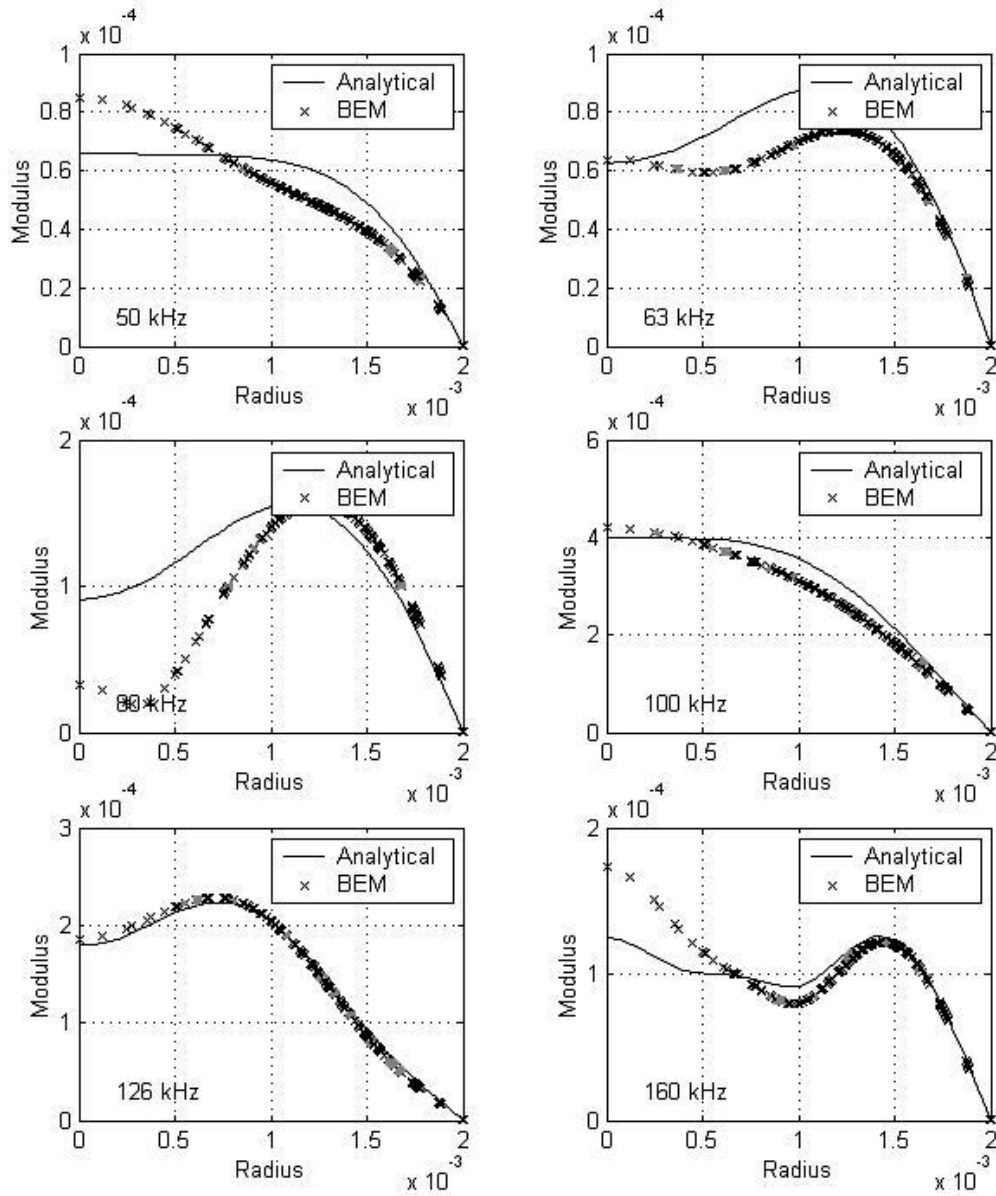 x 10-4
1
0.8
0.6
0.4
0.2
0
Modulus
Analytical
BEM
50 kHz
0 0.5 1 1.5 2
Radius
x 10-3
x 10-4
1
0.8
0.6
0.4
0.2
0
Modulus
Analytical
BEM
63 kHz
0 0.5 1 1.5 2
Radius
x 10-3
x 10-4
2
1
0
Modulus
Analytical
BEM
80 kHz
0 0.5 1 1.5 2
Radius
x 10-3
x 10-4
6
4
2
0
Modulus
Analytical
BEM
100 kHz
0 0.5 1 1.5 2
Radius
x 10-3
x 10-4
3
2
1
0
Modulus
Analytical
BEM
126 kHz
0 0.5 1 1.5 2
Radius
x 10-3
x 10-4
2
1
0
Modulus
Analytical
BEM
160 kHz
0 0.5 1 1.5 2
Radius
x 10-3